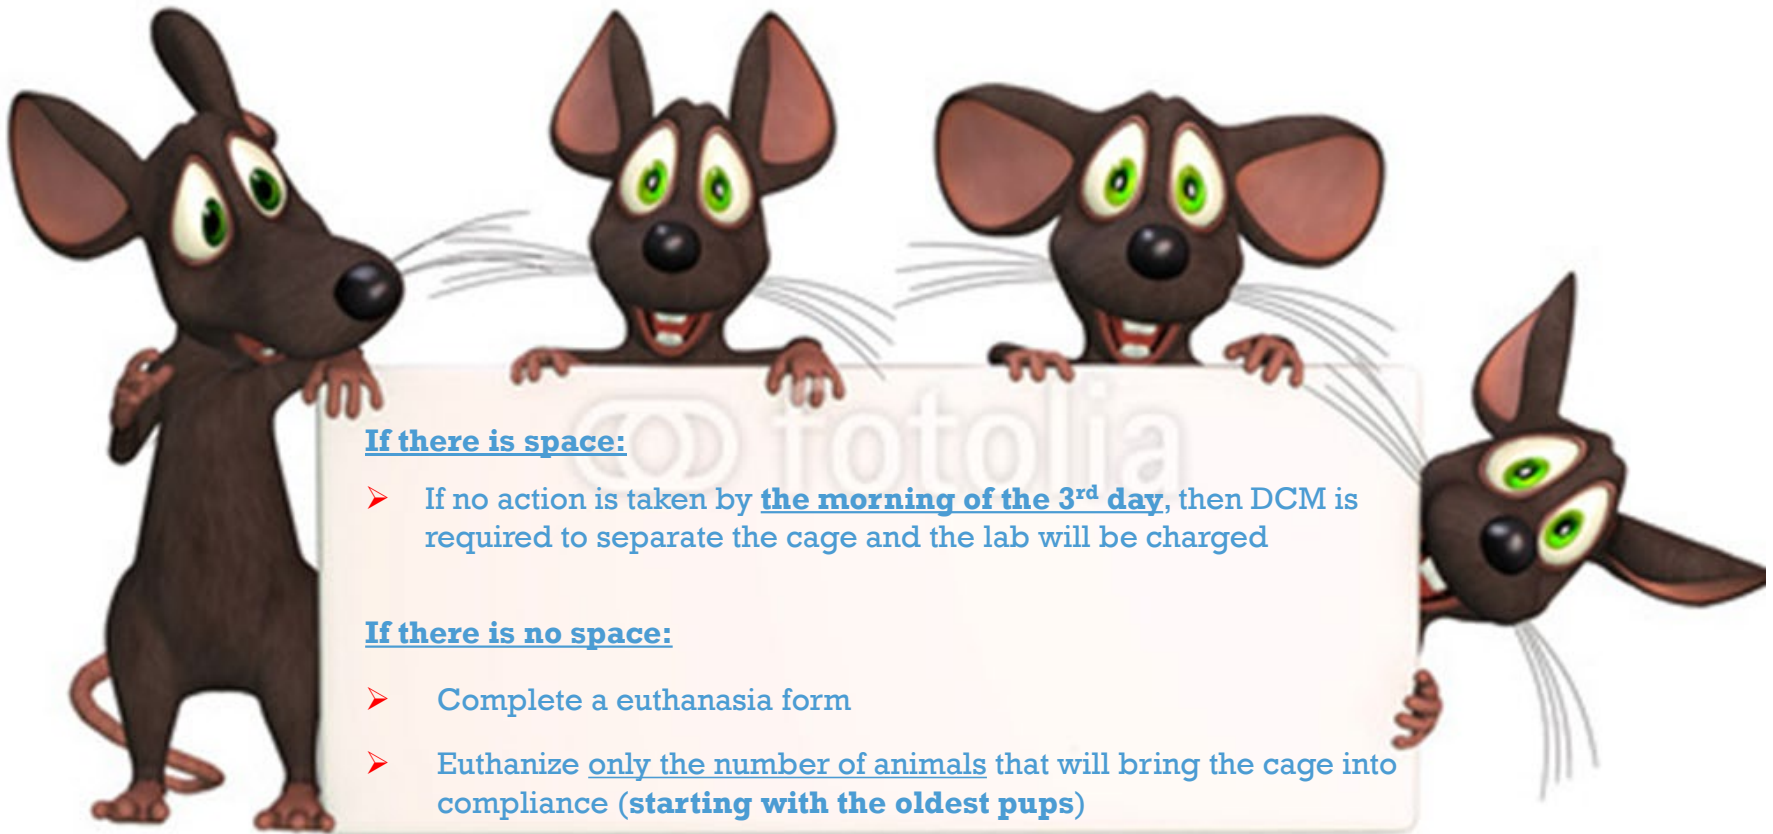 fotolia
If there is space:
➢ If no action is taken by the morning of the 3rd day, then DCM is
required to separate the cage and the lab will be charged
If there is no space:
➢ Complete a euthanasia form
➢ Euthanize only the number of animals that will bring the cage into
compliance (starting with the oldest pups)